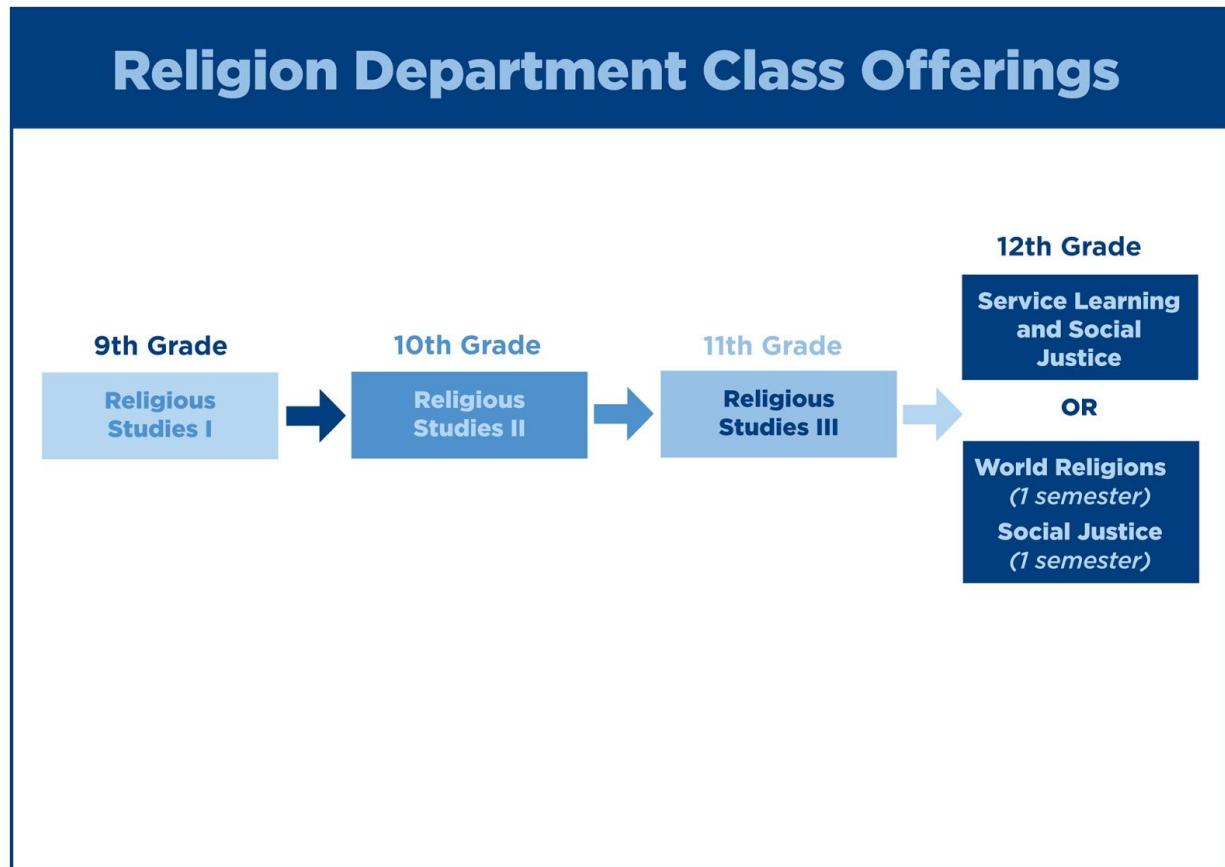 Religion Department Class Offerings
9th Grade
Religious
Studies I
10th Grade
Religious
Studies II
11th Grade
Religious
Studies III
12th Grade
Service Learning
and Social
Justice
OR
World Religions
(1 semester)
Social Justice
(1 semester)